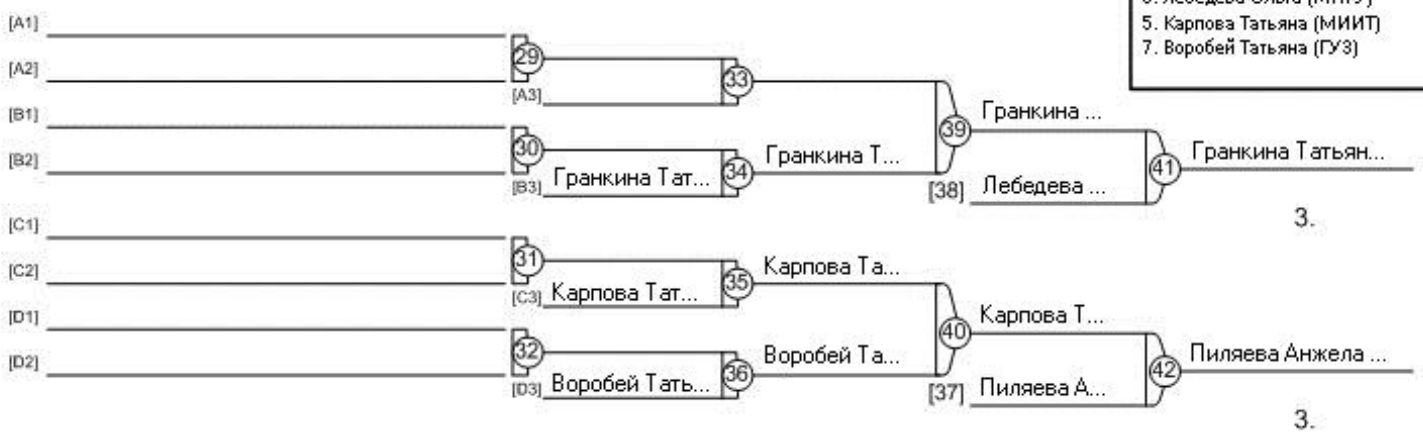 5. Карпова Татьяна (МИИТ)
7. Воробей Татьяна (ГУЗ)
[A1]
[A2]
29
[A3]
33
[B1]
[B2]
30
[B3] Гранкина Тат...
34
Гранкина Т...
39
Гранкина ...
[38] Лебедева ...
41
Гранкина Татьян...
3.
[C1]
[C2]
31
[C3] Карпова Тат...
35
Карпова Та...
[D1]
[D2]
32
[D3] Воробей Тать...
36
Воробей Та...
40
Карпова Т...
[37] Пиляева А...
42
Пиляева Анжела ...
3.